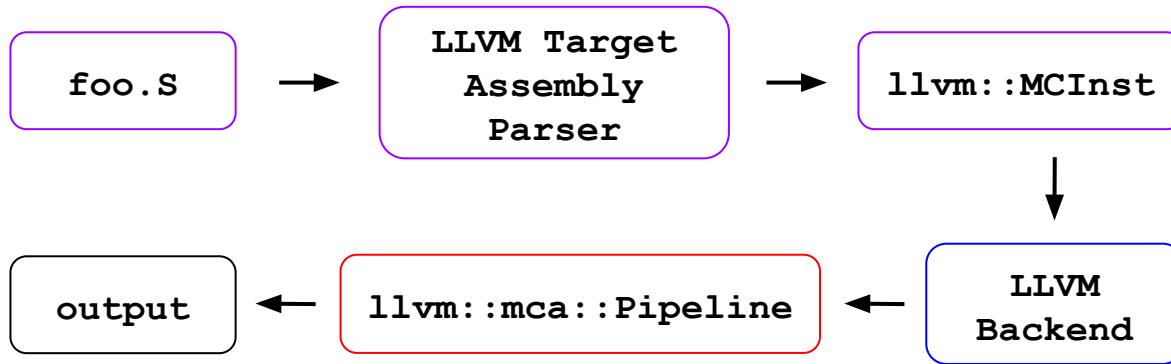 foo.S
LLVM Target
Assembly
Parser
llvm::MCInst
LLVM
Backend
llvm::mca::Pipeline
output